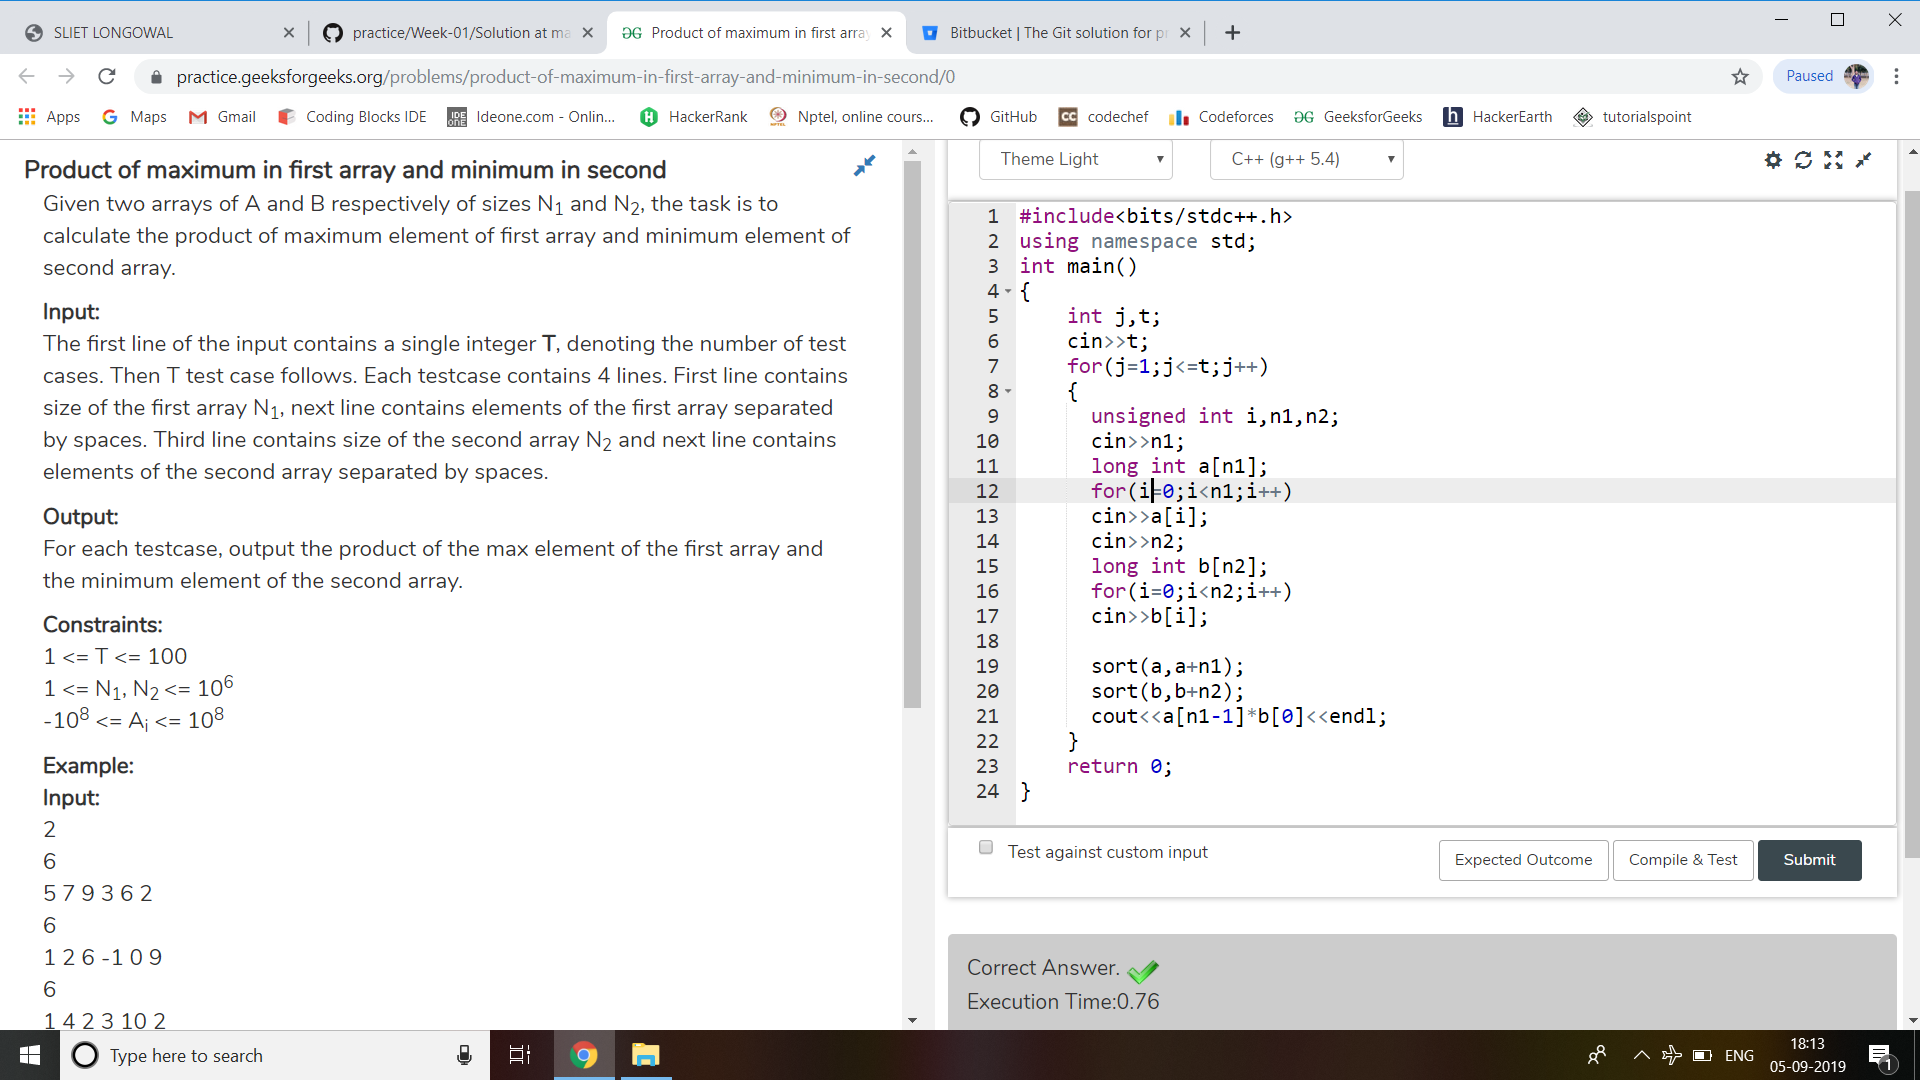 SLIET LONGOWAL
practice/Week-01/Solution at ma
Product of maximum in first arra
Bitbucket | The Git solution for pr
practice.geeksforgeeks.org/problems/product-of-maximum-in-first-array-and-minimum-in-second/0
Paused
Apps Maps Gmail Coding Blocks IDE Ideone.com - Onlin... HackerRank Nptel, online cours... GitHub codechef Codeforces GeeksforGeeks HackerEarth tutorialspoint
Product of maximum in first array and minimum in second
Given two arrays of A and B respectively of sizes N1 and N2, the task is to
calculate the product of maximum element of first array and minimum element of
second array.
Input:
The first line of the input contains a single integer T, denoting the number of test
cases. Then T test case follows. Each testcase contains 4 lines. First line contains
size of the first array N1, next line contains elements of the first array separated
by spaces. Third line contains size of the second array N2 and next line contains
elements of the second array separated by spaces.
Output:
For each testcase, output the product of the max element of the first array and
the minimum element of the second array.
Constraints:
1 <= T <= 100
1 <= N1, N2 <= 10^6
-10^8 <= Ai <= 10^8
Example:
Input:
2
6
5 7 9 3 6 2
6
1 2 6 -1 0 9
6
1 4 2 3 10 2
Theme Light
C++ (g++ 5.4)
1 #include<bits/stdc++.h>
2 using namespace std;
3 int main()
4 {
5 int j,t;
6 cin>>t;
7 for(j=1;j<=t;j++)
8 {
9 unsigned int i,n1,n2;
10 cin>>n1;
11 long int a[n1];
12 for(i=0;i<n1;i++)
13 cin>>a[i];
14 cin>>n2;
15 long int b[n2];
16 for(i=0;i<n2;i++)
17 cin>>b[i];
18
19 sort(a,a+n1);
20 sort(b,b+n2);
21 cout<<a[n1-1]*b[0]<<endl;
22 }
23 return 0;
24 }
Test against custom input
Expected Outcome
Compile & Test
Submit
Correct Answer.
Execution Time:0.76
Type here to search
ENG
18:13
05-09-2019
1